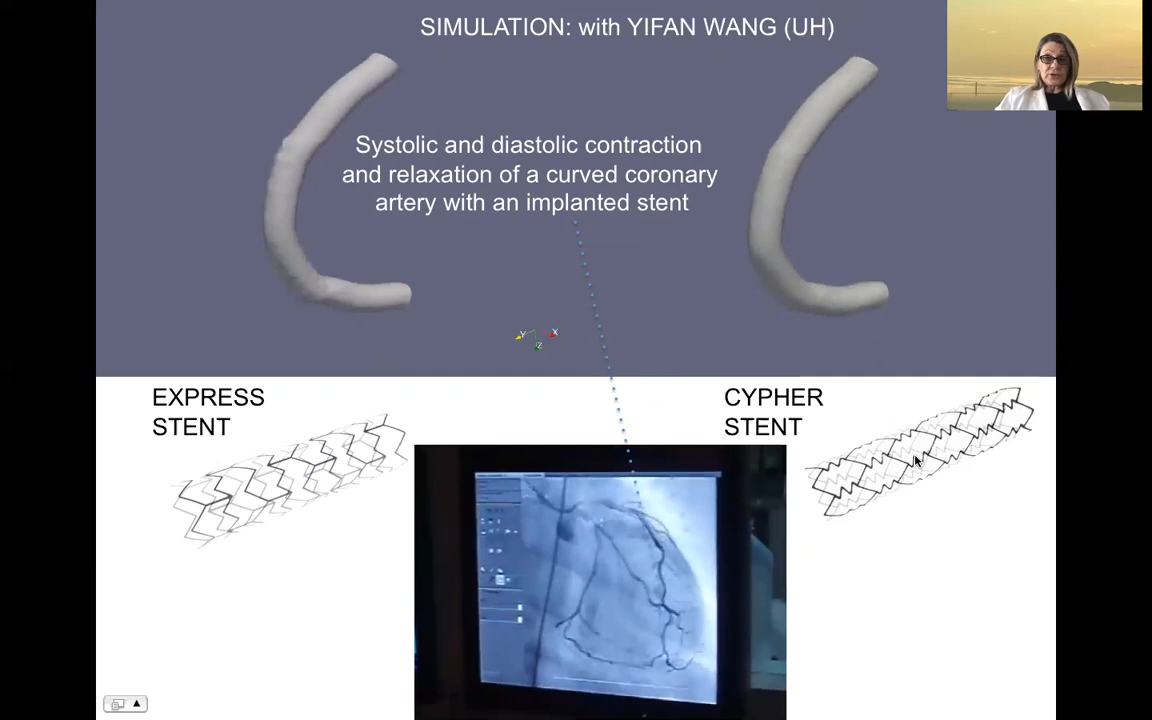 SIMULATION: with YIFAN WANG (UH)
Systolic and diastolic contraction
and relaxation of a curved coronary
artery with an implanted stent
Y
X
Z
EXPRESS
STENT
CYPHER
STENT